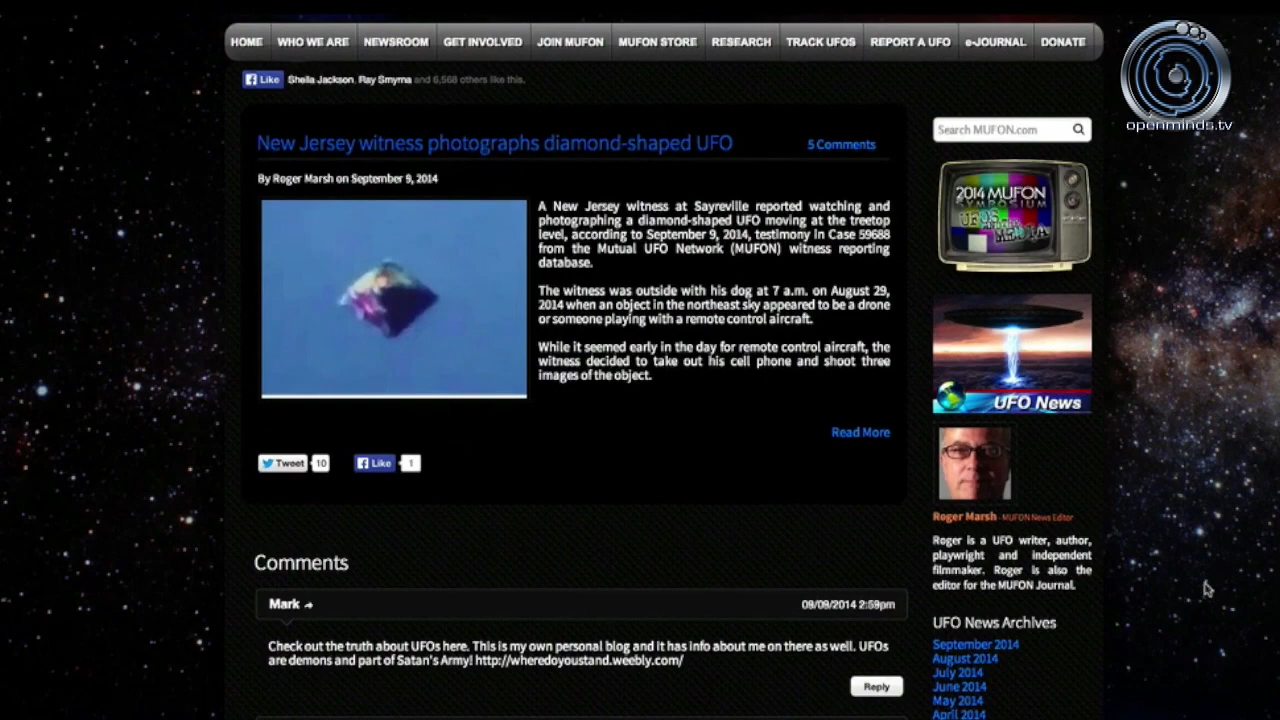 HOME WHO WE ARE NEWSROOM GET INVOLVED JOIN MUFON MUFON STORE RESEARCH TRACK UFOS REPORT A UFO e-JOURNAL DONATE
Like Sheila Jackson, Ray Smyrna and 6,568 others like this.
openminds.tv
Search MUFON.com
New Jersey witness photographs diamond-shaped UFO
5 Comments
By Roger Marsh on September 9, 2014
A New Jersey witness at Sayreville reported watching and
photographing a diamond-shaped UFO moving at the treetop
level, according to September 9, 2014, testimony in Case 59688
from the Mutual UFO Network (MUFON) witness reporting
database.
The witness was outside with his dog at 7 a.m. on August 29,
2014 when an object in the northeast sky appeared to be a drone
or someone playing with a remote control aircraft.
While it seemed early in the day for remote control aircraft, the
witness decided to take out his cell phone and shoot three
images of the object.
Read More
Tweet 10 Like 1
Comments
Mark
09/09/2014 2:59pm
Check out the truth about UFOs here. This is my own personal blog and it has info about me on there as well. UFOs
are demons and part of Satan's Army! http://wheredoyoustand.weebly.com/
Reply
2014 MUFON
SYMPOSIUM
UFOS
AND THE
MEDIA
UFO News
Roger Marsh - MUFON News Editor
Roger is a UFO writer, author,
playwright and independent
filmmaker. Roger is also the
editor for the MUFON Journal.
UFO News Archives
September 2014
August 2014
July 2014
June 2014
May 2014
April 2014